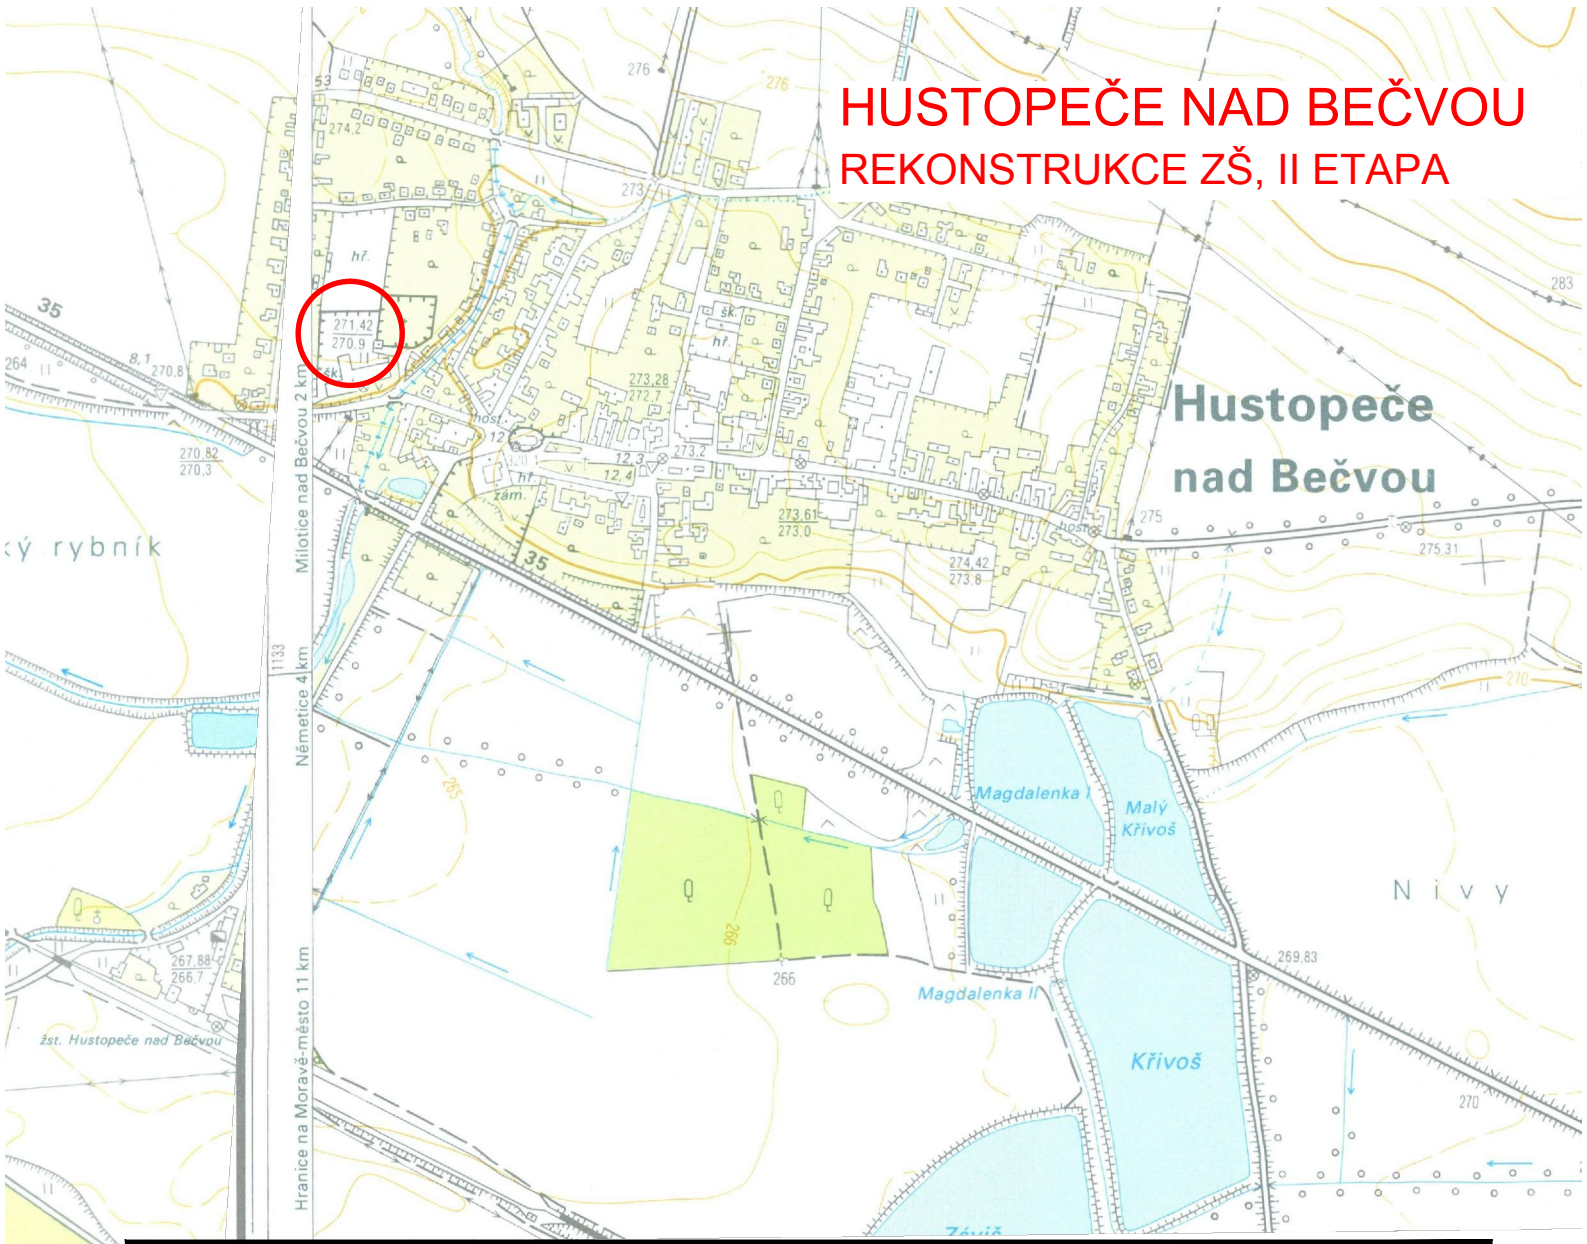 HUSTOPEČE NAD BEČVOU
REKONSTRUKCE ZŠ, II ETAPA
276
276
53
274,2
273
hř.
283
35
271,42
270,9
šk.
hř.
264
8,1
270,8
šk.
273,28
272,7
Hustopeče
nad Bečvou
host.
12
12,3
273,2
270,82
270,3
hř.
12,4
zám.
273,61
273,0
host.
275
275,31
ký rybník
35
274,42
273,8
Milotice nad Bečvou 2 km
1133
Németice 4 km
270
265
Magdalenka I
Malý
Křivoš
Nivy
266
267,88
266,7
266
269,83
Magdalenka II
žst. Hustopeče nad Bečvou
Hranice na Moravě-město 11 km
Křivoš
270
Záviš